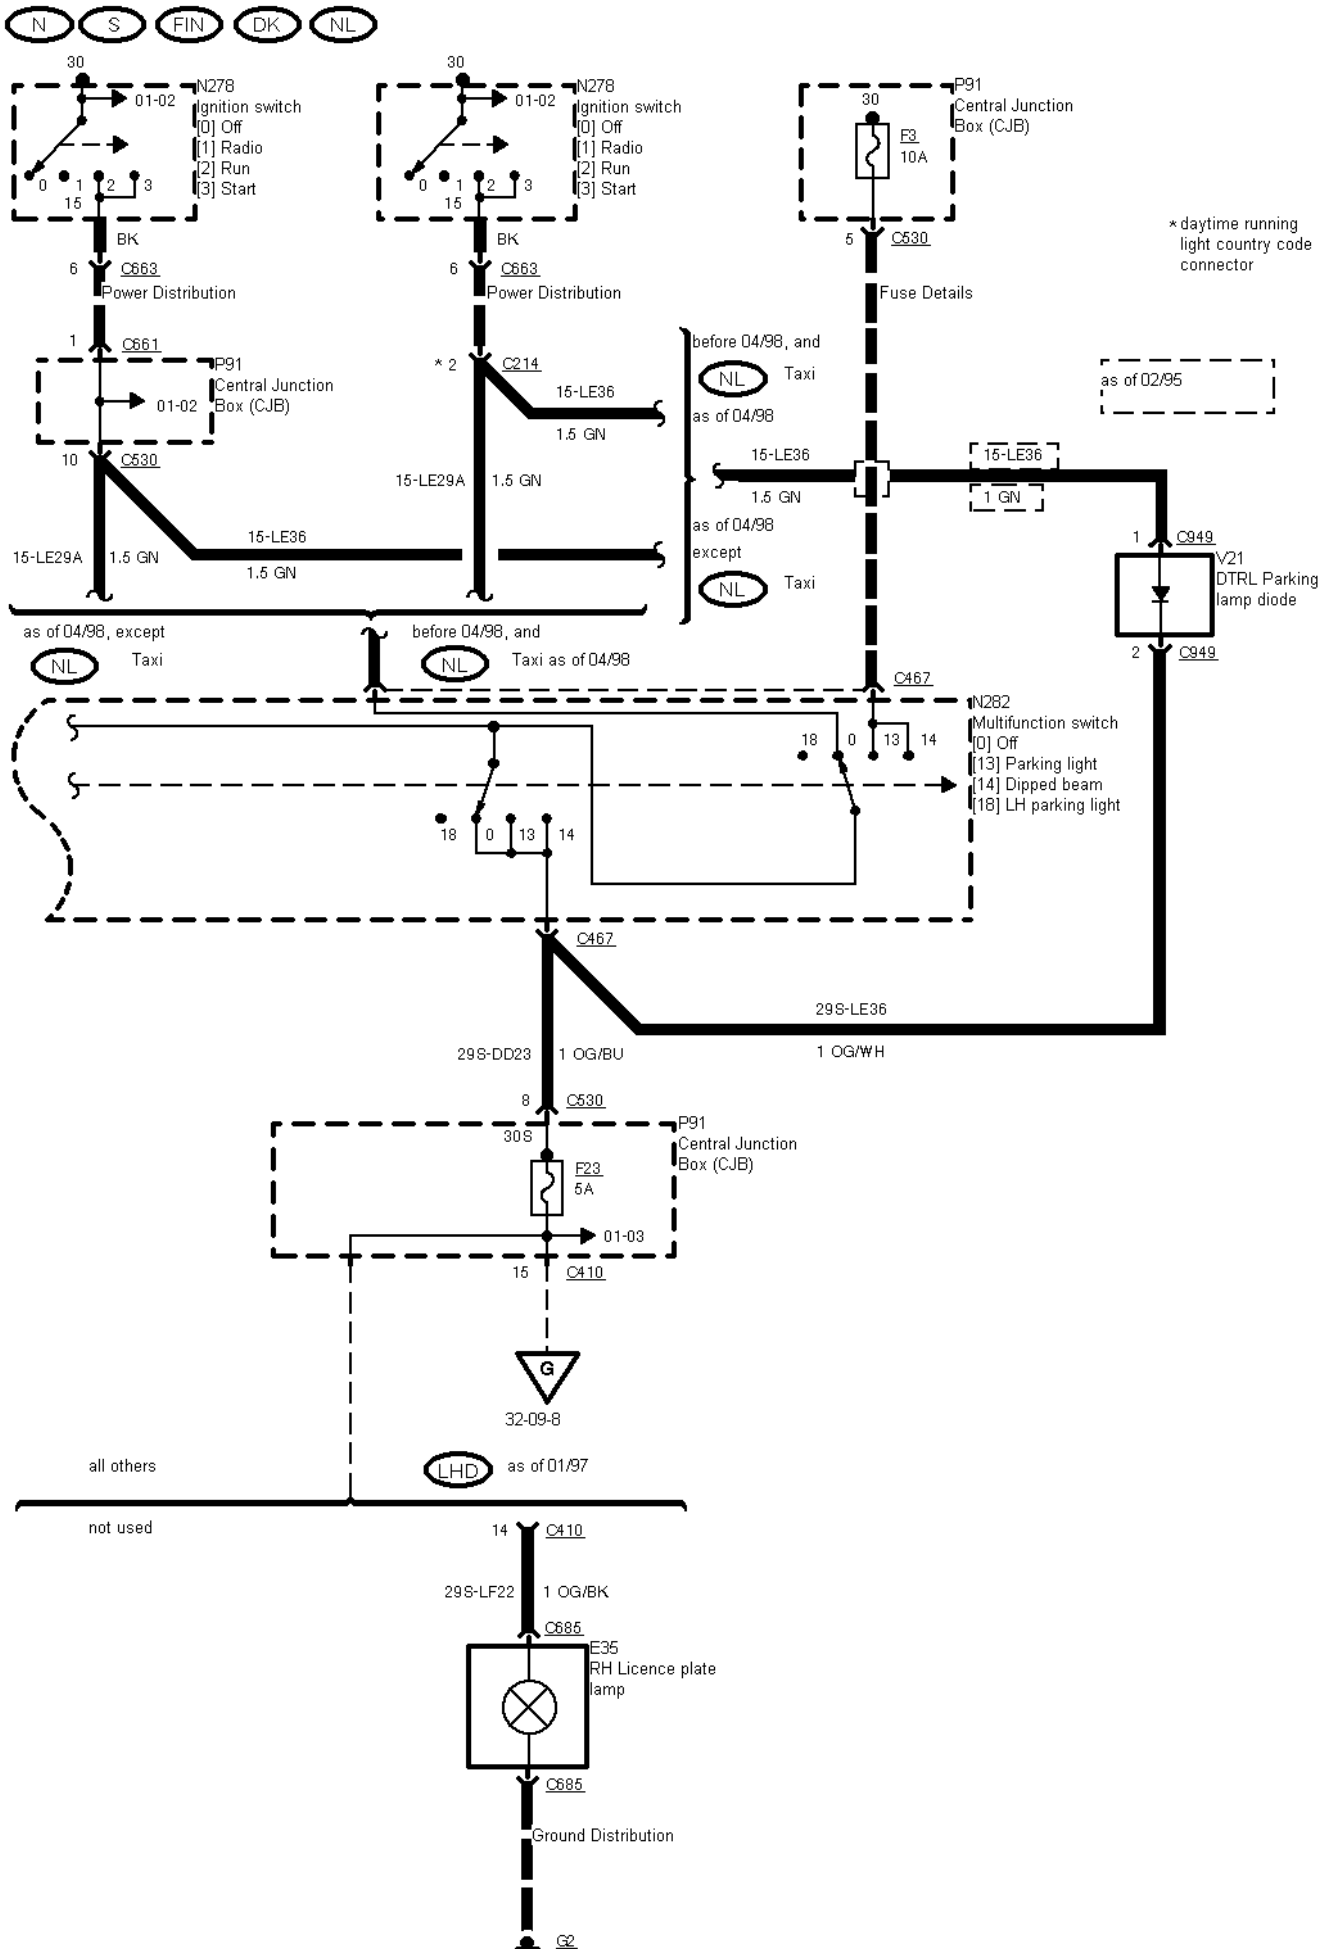 N S FIN DK NL
30
01-02
0 1 2 3
15
N278
Ignition switch
[0] Off
[1] Radio
[2] Run
[3] Start
BK
6 C663
Power Distribution
1 C661
P91
Central Junction
Box (CJB)
01-02
10 C530
15-LE29A 1.5 GN
15-LE36
1.5 GN
30
01-02
0 1 2 3
15
N278
Ignition switch
[0] Off
[1] Radio
[2] Run
[3] Start
BK
6 C663
Power Distribution
* 2 C214
15-LE36
1.5 GN
15-LE29A 1.5 GN
P91
Central Junction
Box (CJB)
30
F3
10A
5 C530
Fuse Details
* daytime running
light country code
connector
before 04/98, and
NL Taxi
as of 04/98
as of 04/98
except
NL Taxi
as of 02/95
15-LE36
1.5 GN
15-LE36
1 GN
1 C949
V21
DTRL Parking
lamp diode
2 C949
as of 04/98, except
NL Taxi
before 04/98, and
NL Taxi as of 04/98
C467
N282
Multifunction switch
[0] Off
[13] Parking light
[14] Dipped beam
[18] LH parking light
18 0 13 14
18 0 13 14
C467
29S-LE36
1 OG/WH
29S-DD23 1 OG/BU
8 C530
P91
Central Junction
Box (CJB)
30S
F23
5A
01-03
15 C410
G
32-09-8
all others
LHD as of 01/97
not used
14 C410
29S-LF22 1 OG/BK
C685
E35
RH Licence plate
lamp
C685
Ground Distribution
G2